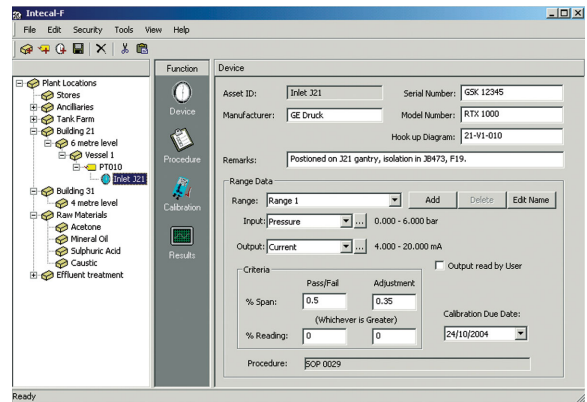 Intecal-F
File Edit Security Tools View Help
Function
Device
Plant Locations
Stores
Ancilliaries
Tank Farm
Building 21
6 metre level
Vessel 1
PT010
Inlet J21
Building 31
4 metre level
Raw Materials
Acetone
Mineral Oil
Sulphuric Acid
Caustic
Effluent treatment
Device
Procedure
Calibration
Results
Asset ID: Inlet J21 Serial Number: GSK 12345
Manufacturer: GE Druck Model Number: RTX 1000
Hook up Diagram: 21-V1-010
Remarks: Postioned on J21 gantry, isolation in JB473, F19.
Range Data
Range: Range 1 Add Delete Edit Name
Input: Pressure ... 0.000 - 6.000 bar
Output: Current ... 4.000 - 20.000 mA
Criteria
Output read by User
Pass/Fail Adjustment
% Span: 0.5 0.35
(Whichever is Greater)
Calibration Due Date:
% Reading: 0 0
24/10/2004
Procedure: SOP 0029
Ready